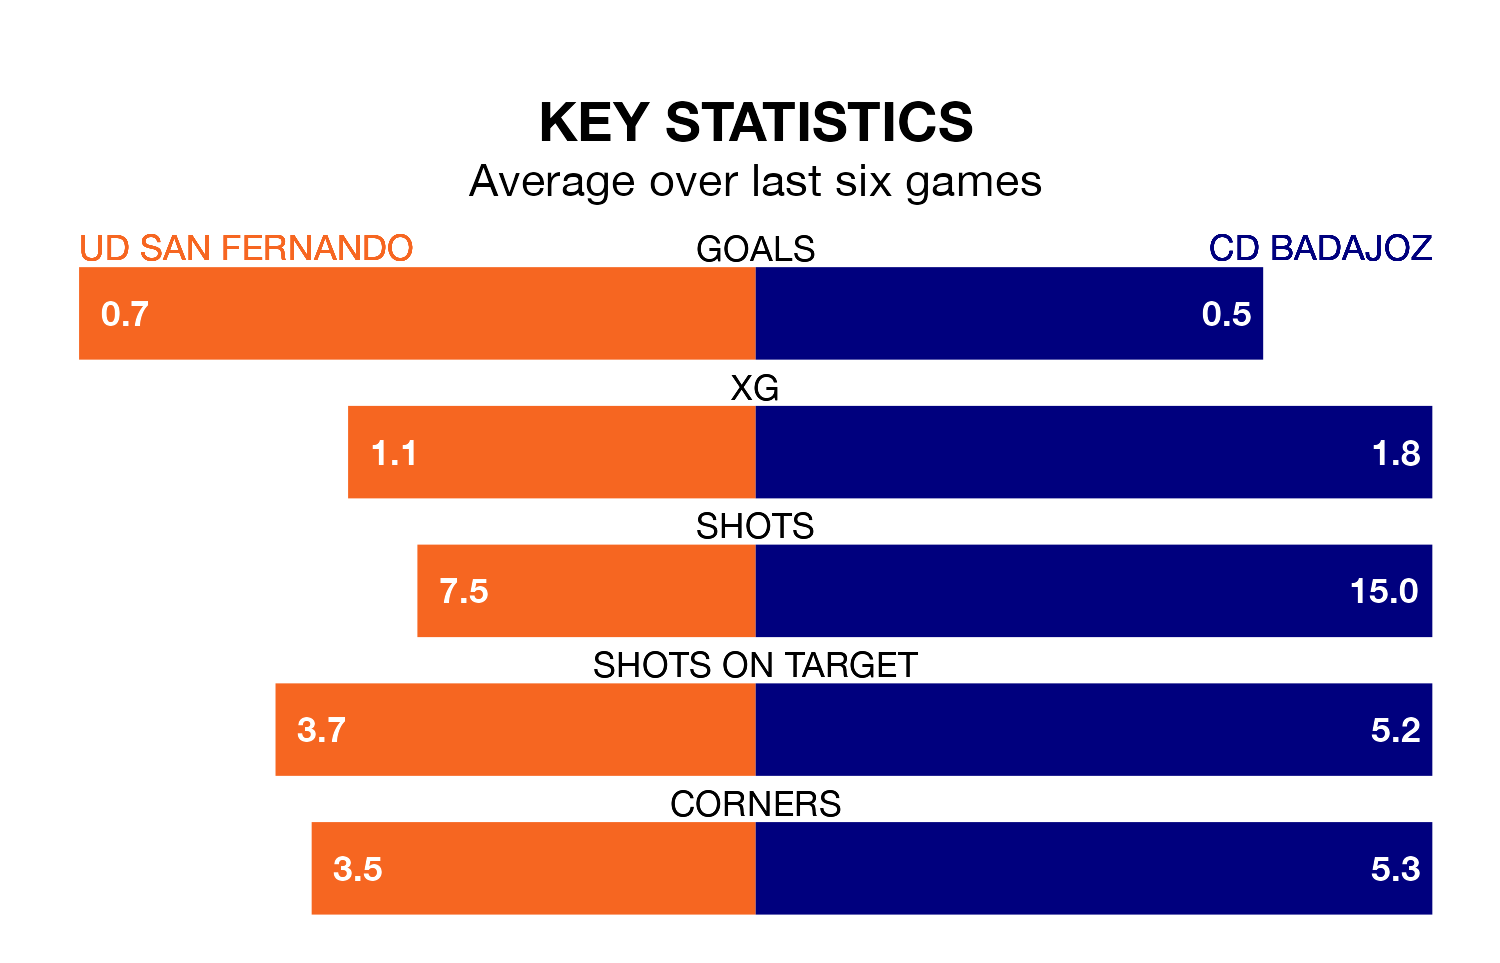 KEY STATISTICS
Average over last six games
UD SAN FERNANDO GOALS CD BADAJOZ
0.7 0.5
XG
1.1 1.8
SHOTS
7.5 15.0
SHOTS ON TARGET
3.7 5.2
CORNERS
3.5 5.3